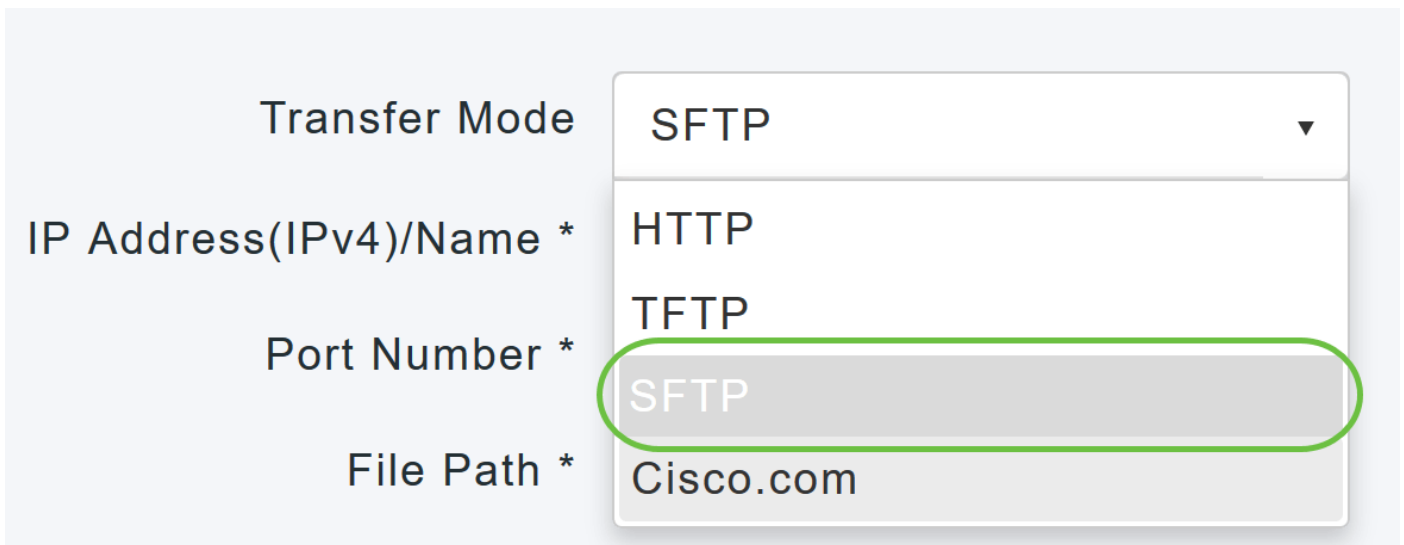 Transfer Mode SFTP
IP Address(IPv4)/Name * HTTP
TFTP
Port Number *
SFTP
File Path * Cisco.com